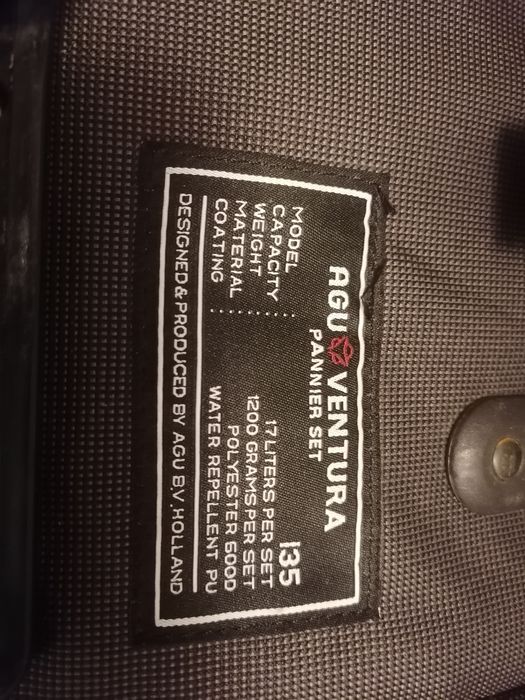 AGU VENTURA
PANNIER SET
MODEL : 135
CAPACITY : 17 LITERS PER SET
WEIGHT : 1200 GRAMS PER SET
MATERIAL : POLYESTER 600D
COATING : WATER REPELLENT PU
DESIGNED & PRODUCED BY AGU B.V. HOLLAND